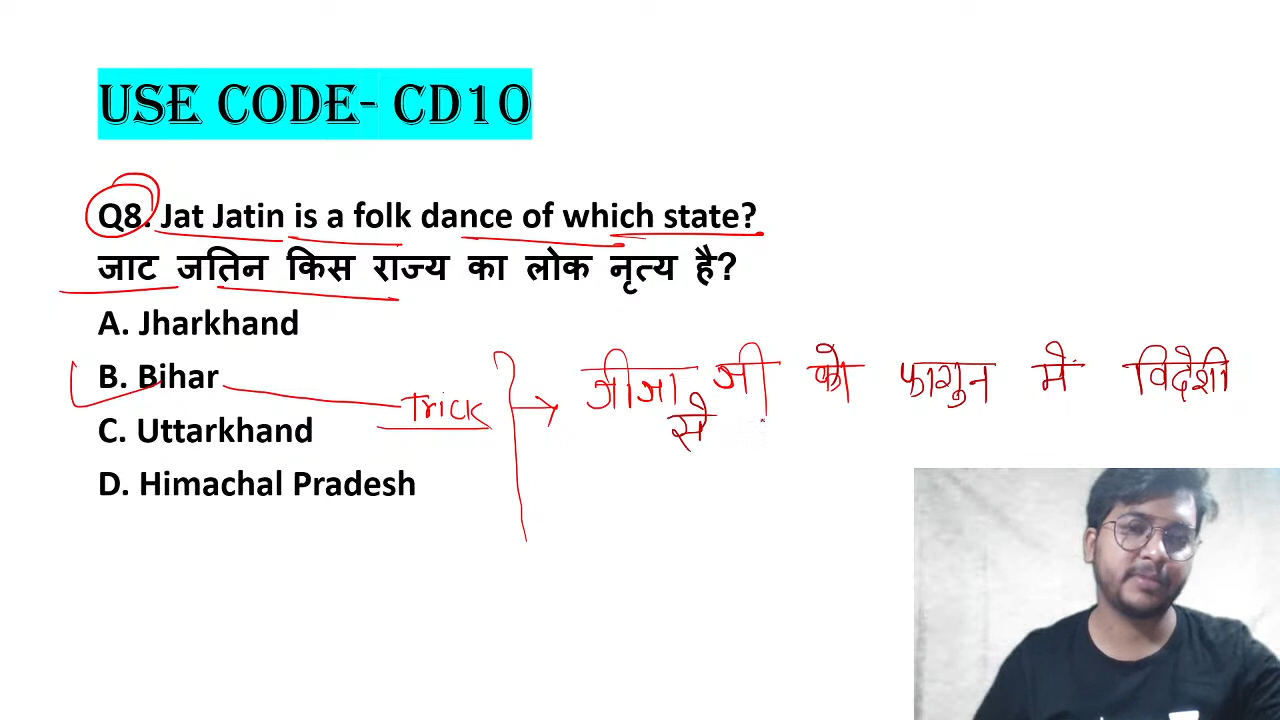 USE CODE- CD10
Q8. Jat Jatin is a folk dance of which state?
जाट जतिन किस राज्य का लोक नृत्य है?
A. Jharkhand
B. Bihar
C. Uttarkhand
D. Himachal Pradesh
Trick
जीजा जी को फागुन में विदेशी
से